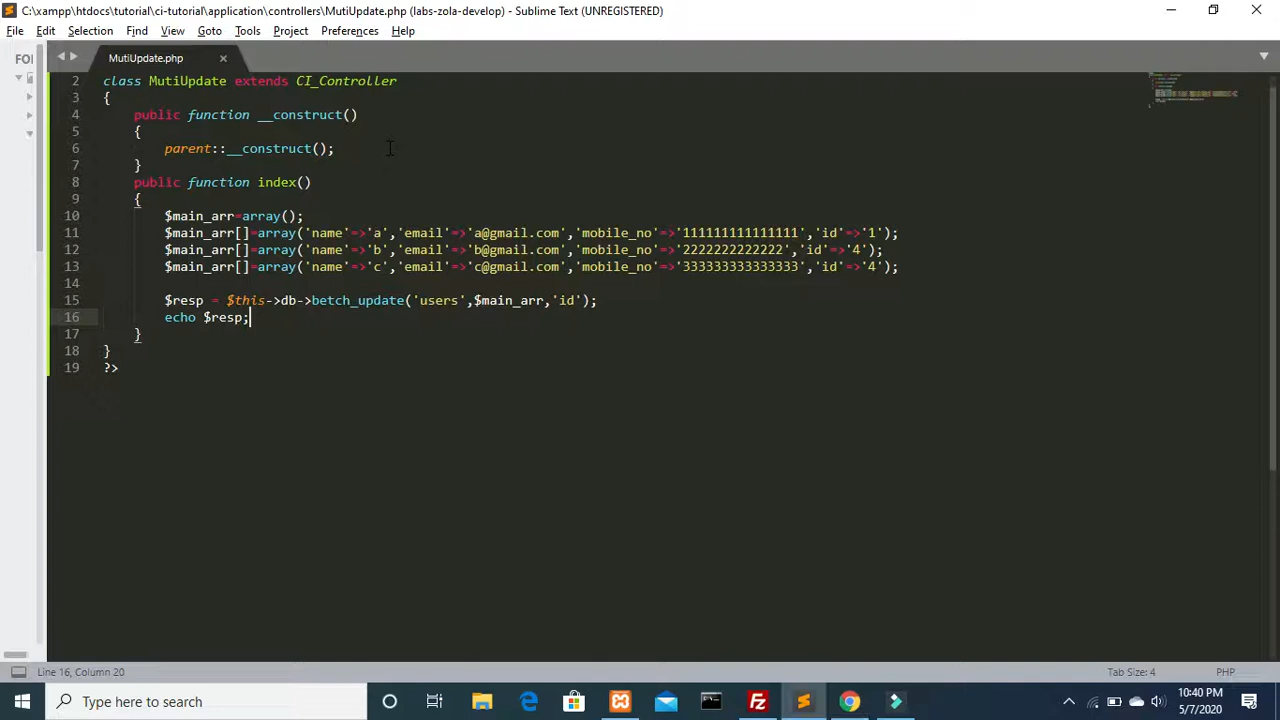 C:\xampp\htdocs\tutorial\ci-tutorial\application\controllers\MutiUpdate.php (labs-zola-develop) - Sublime Text (UNREGISTERED)
File Edit Selection Find View Goto Tools Project Preferences Help
FOI
MutiUpdate.php
2 class MutiUpdate extends CI_Controller
3 {
4 public function __construct()
5 {
6 parent::__construct();
7 }
8 public function index()
9 {
10 $main_arr=array();
11 $main_arr[]=array('name'=>'a','email'=>'a@gmail.com','mobile_no'=>'111111111111111','id'=>'1');
12 $main_arr[]=array('name'=>'b','email'=>'b@gmail.com','mobile_no'=>'2222222222222','id'=>'4');
13 $main_arr[]=array('name'=>'c','email'=>'c@gmail.com','mobile_no'=>'333333333333333','id'=>'4');
14
15 $resp = $this->db->betch_update('users',$main_arr,'id');
16 echo $resp;
17 }
18 }
19 ?>
Line 16, Column 20
Tab Size: 4 PHP
Type here to search
10:40 PM
5/7/2020